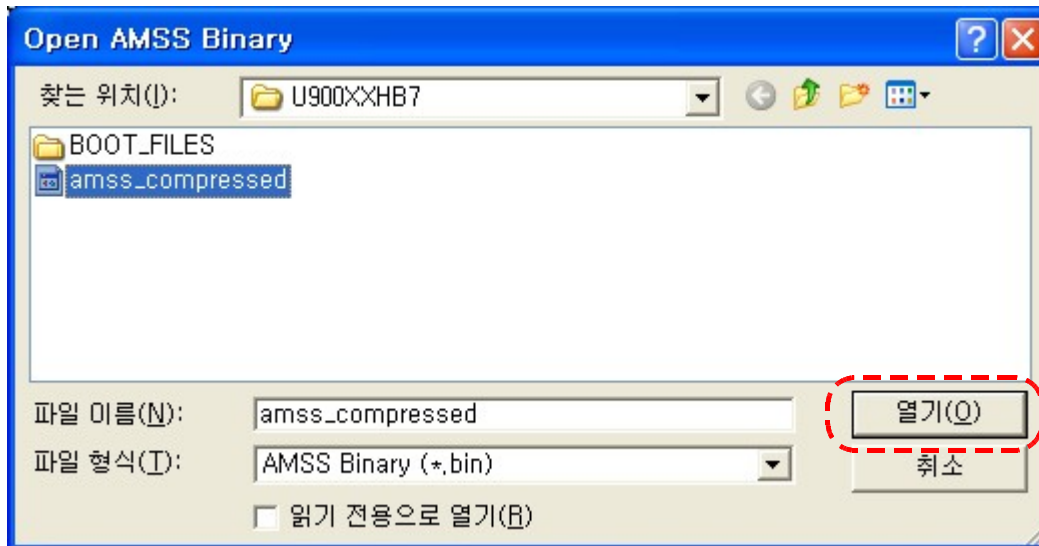 Open AMSS Binary
찾는 위치(I): U900XXHB7
BOOT_FILES
amss_compressed
파일 이름(N): amss_compressed 열기(O)
파일 형식(T): AMSS Binary (*.bin) 취소
읽기 전용으로 열기(R)